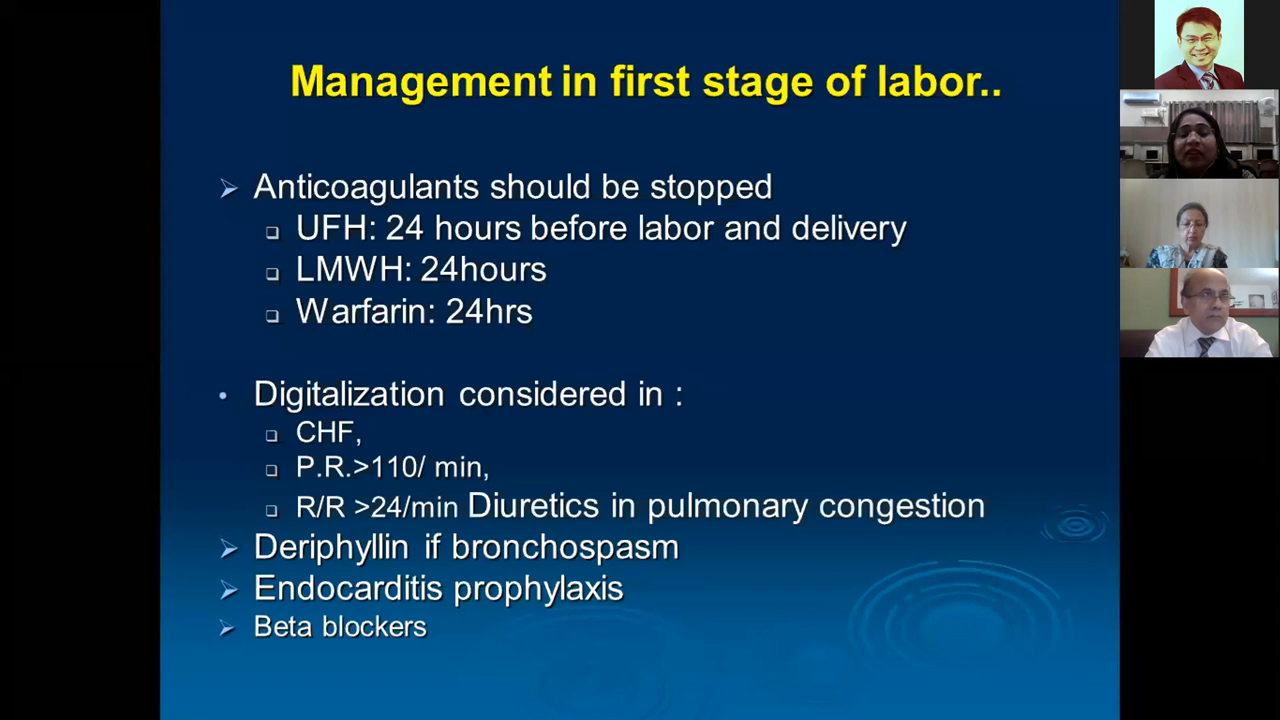 Management in first stage of labor..
Anticoagulants should be stopped
UFH: 24 hours before labor and delivery
LMWH: 24hours
Warfarin: 24hrs
Digitalization considered in :
CHF,
P.R.>110/ min,
R/R >24/min Diuretics in pulmonary congestion
Deriphyllin if bronchospasm
Endocarditis prophylaxis
Beta blockers